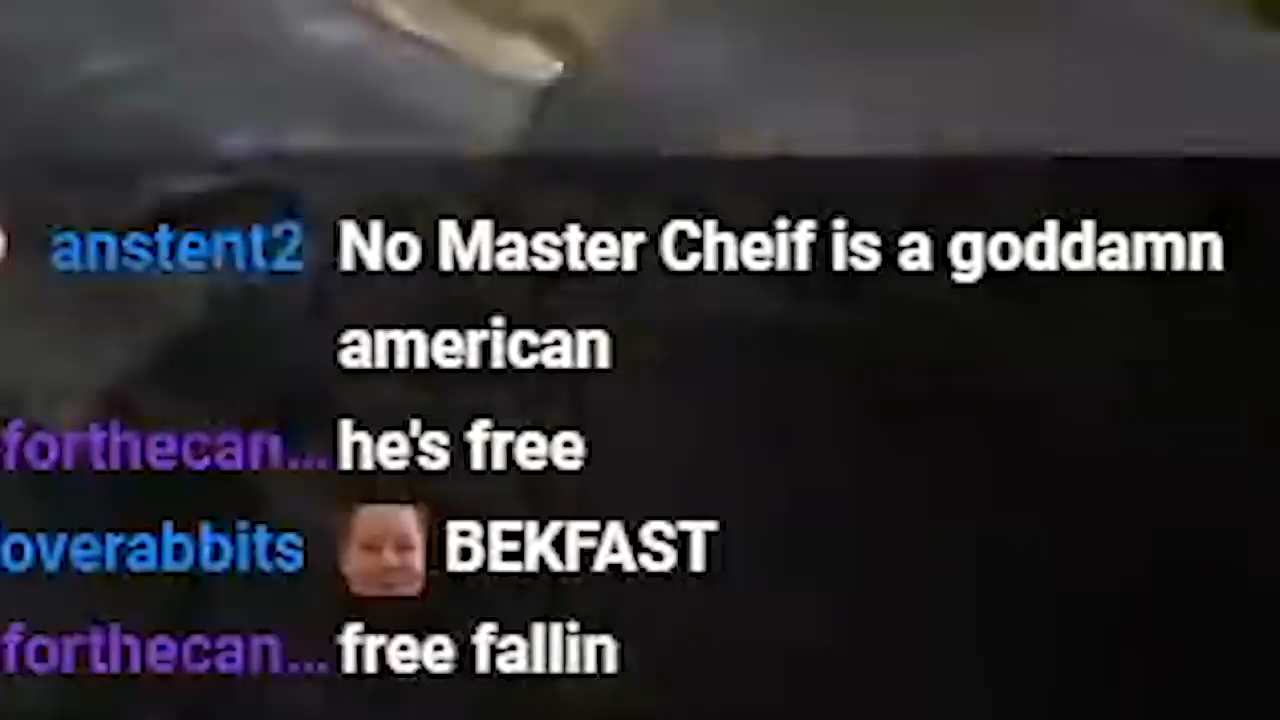 anstent2 No Master Cheif is a goddamn
american
forthecan... he's free
overabbits BEKFAST
forthecan... free fallin